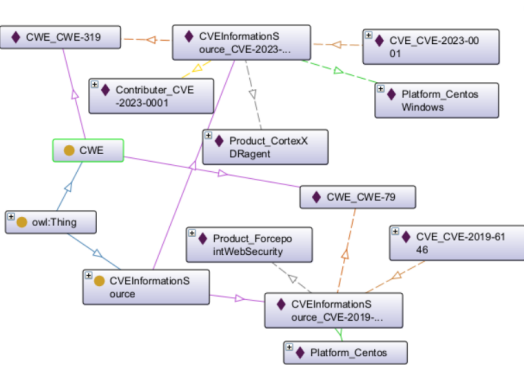 CWE_CWE-319
CVEInformationS
ource_CVE-2023-...
CVE_CVE-2023-00
01
Contributer_CVE
-2023-0001
Platform_Centos
Windows
Product_CortexX
DRagent
CWE
CWE_CWE-79
owl:Thing
Product_Forcepo
intWebSecurity
CVE_CVE-2019-61
46
CVEInformationS
ource
CVEInformationS
ource_CVE-2019-...
Platform_Centos